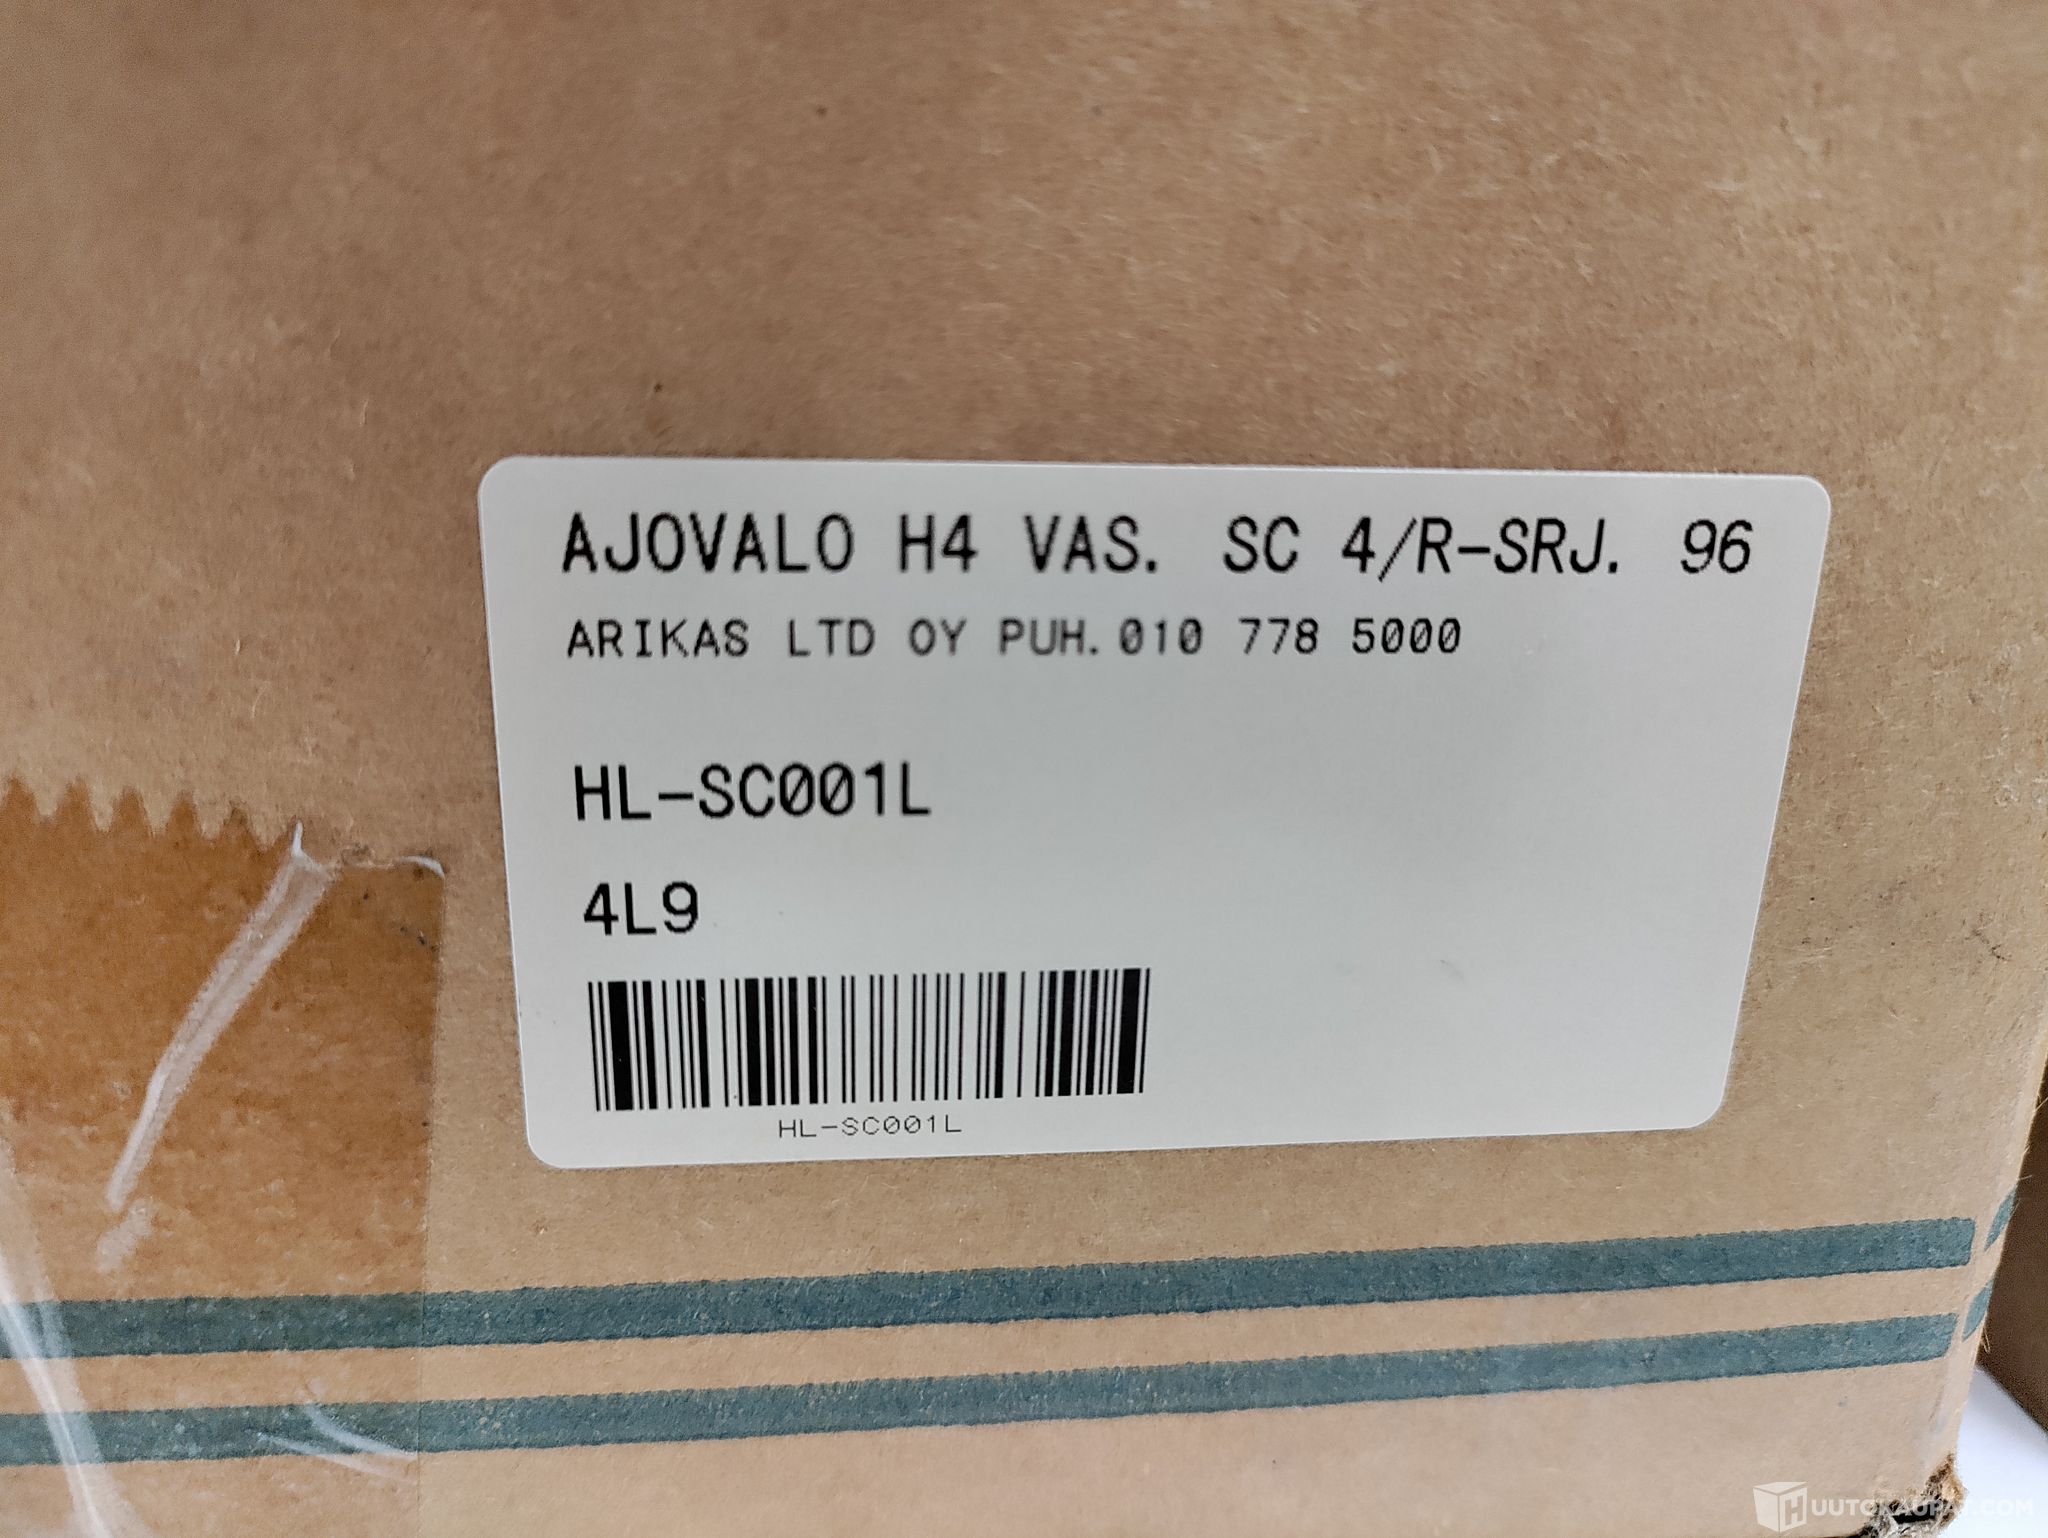 AJOVALO H4 VAS. SC 4/R-SRJ. 96
ARIKAS LTD OY PUH.010 778 5000
HL-SC001L
4L9
HL-SC001L
HUUTOKAUPAT.COM